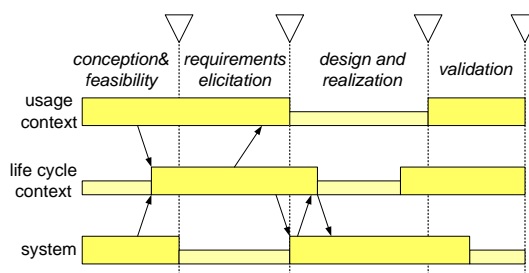 conception&
feasibility
requirements
elicitation
design and
realization
validation
usage
context
life cycle
context
system